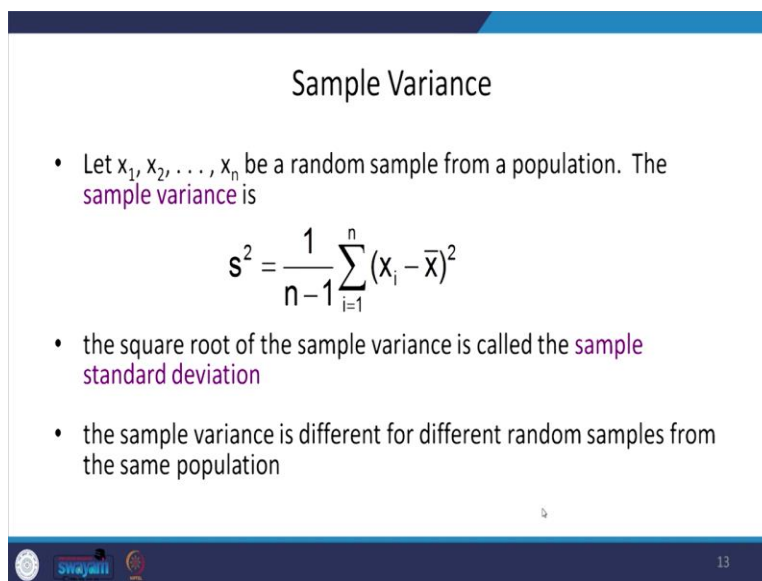 Sample Variance
• Let x₁, x₂, . . . , xₙ be a random sample from a population. The
sample variance is
s² = 1/(n−1) ∑ᵢ₌₁ⁿ (xᵢ − x̄)²
• the square root of the sample variance is called the sample
standard deviation
• the sample variance is different for different random samples from
the same population
swayam
13